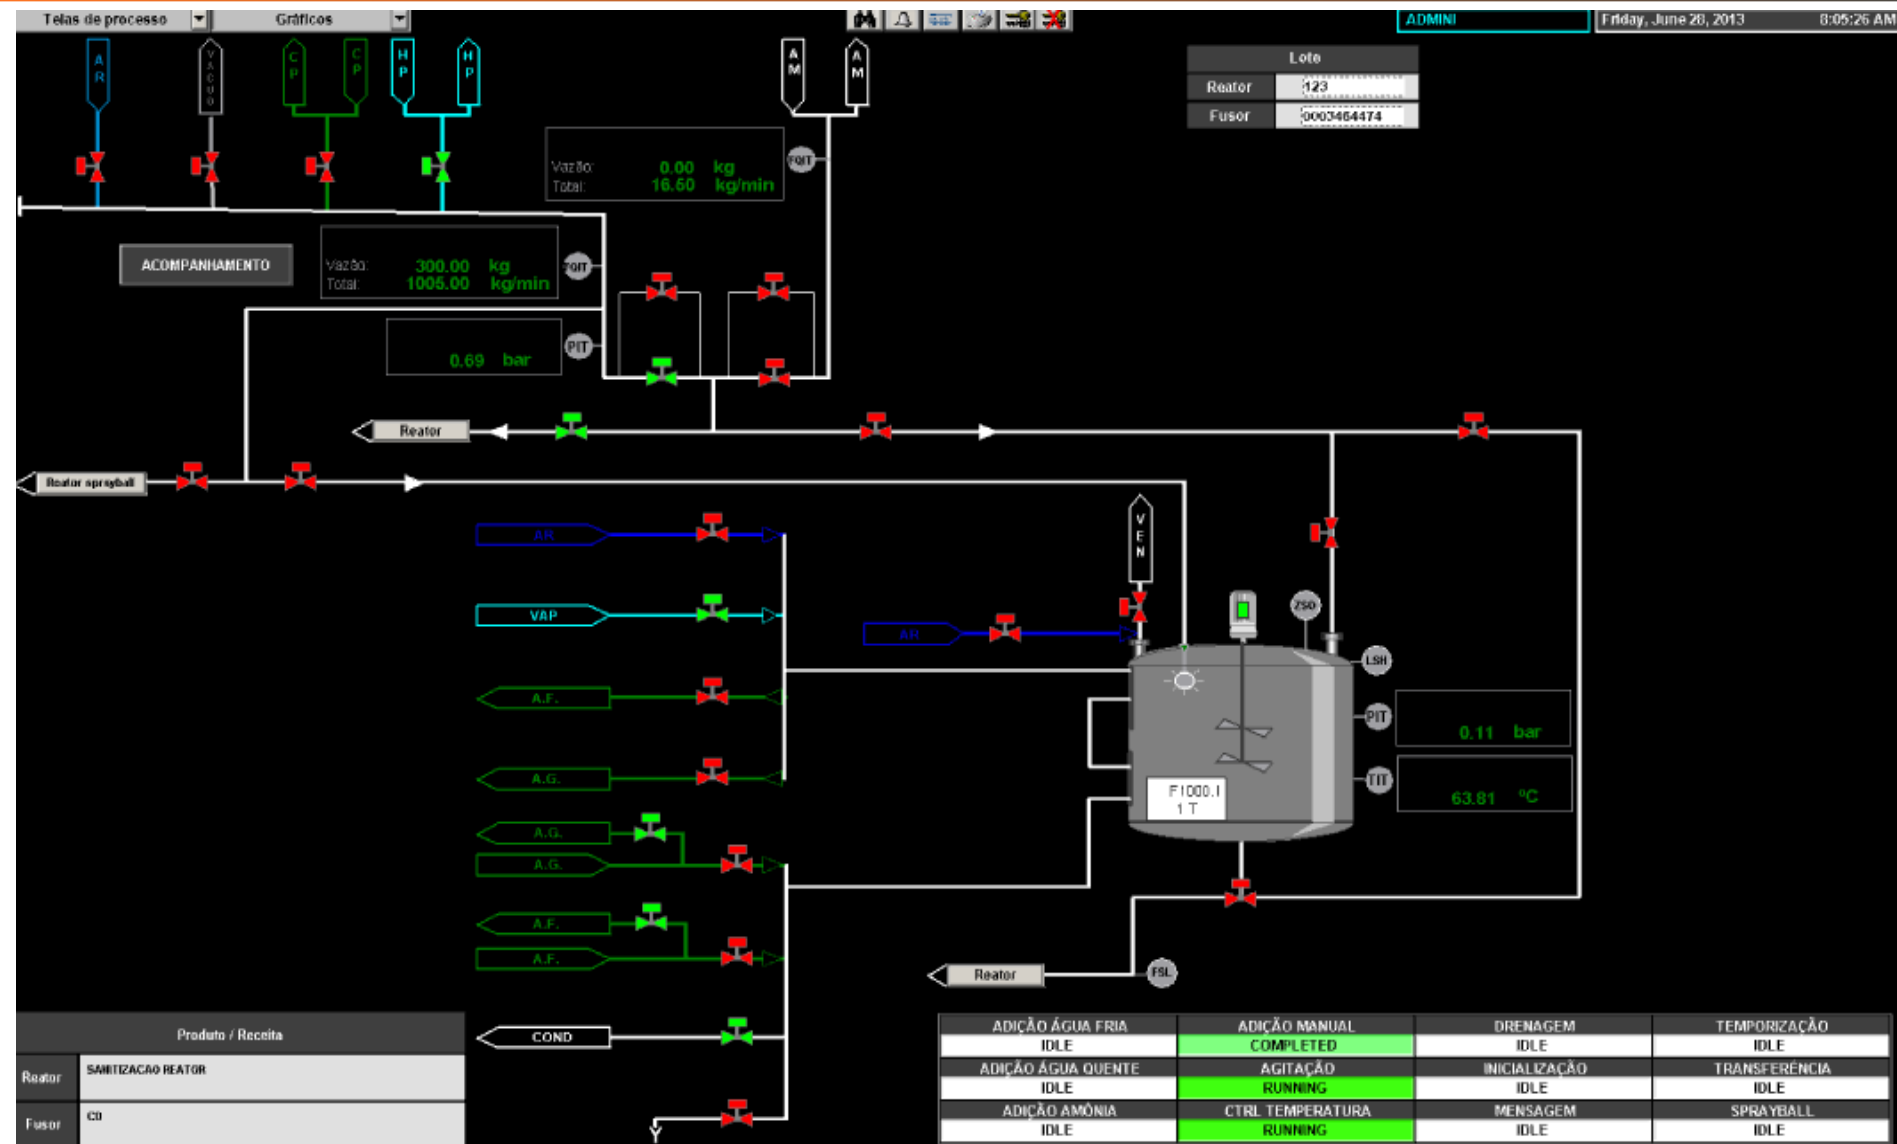 Telas de processo
Gráficos
ADMINI
Friday, June 28, 2013
8:05:26 AM
AR
VACUO
CP
CP
HP
HP
AM
AM
Lote
Reator 123
Fusor 0003464474
Vazão: 0.00 kg
Total: 16.50 kg/min
FQIT
ACOMPANHAMENTO
Vazão: 300.00 kg
Total: 1005.00 kg/min
FQIT
0.69 bar
PIT
Reator
Reator sprayball
AR
VEN
VAP
AR
ZSO
LSH
A.F.
PIT
0.11 bar
A.G.
TIT
63.81 ºC
F1000.I
1 T
A.G.
A.G.
A.F.
A.F.
Reator
FSL
COND
Produto / Receita
Reator
SANITIZACAO REATOR
Fusor
CO
ADIÇÃO ÁGUA FRIA ADIÇÃO MANUAL DRENAGEM TEMPORIZAÇÃO
IDLE COMPLETED IDLE IDLE
ADIÇÃO ÁGUA QUENTE AGITAÇÃO INICIALIZAÇÃO TRANSFERÊNCIA
IDLE RUNNING IDLE IDLE
ADIÇÃO AMÔNIA CTRL TEMPERATURA MENSAGEM SPRAYBALL
IDLE RUNNING IDLE IDLE